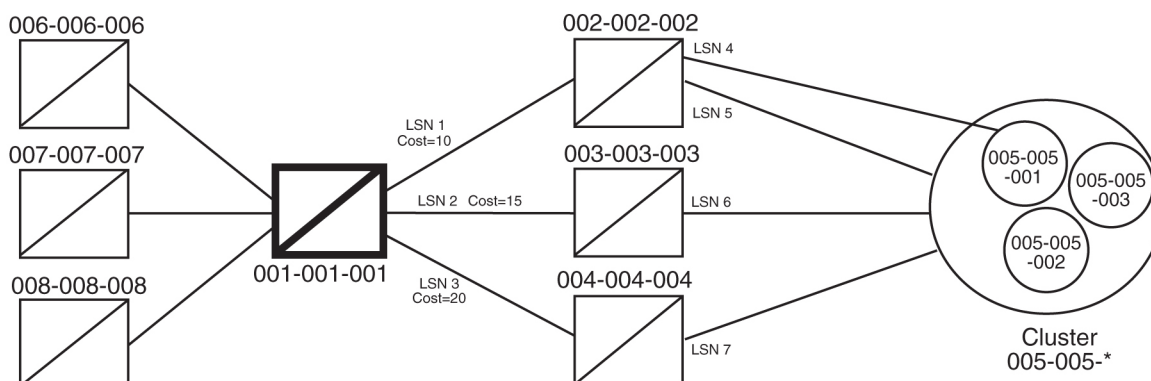 006-006-006
002-002-002
LSN 4
LSN 1
Cost=10
LSN 5
007-007-007
003-003-003
005-005
-001
005-005
-003
LSN 2 Cost=15
LSN 6
005-005
-002
001-001-001
008-008-008
LSN 3
Cost=20
004-004-004
LSN 7
Cluster
005-005-*